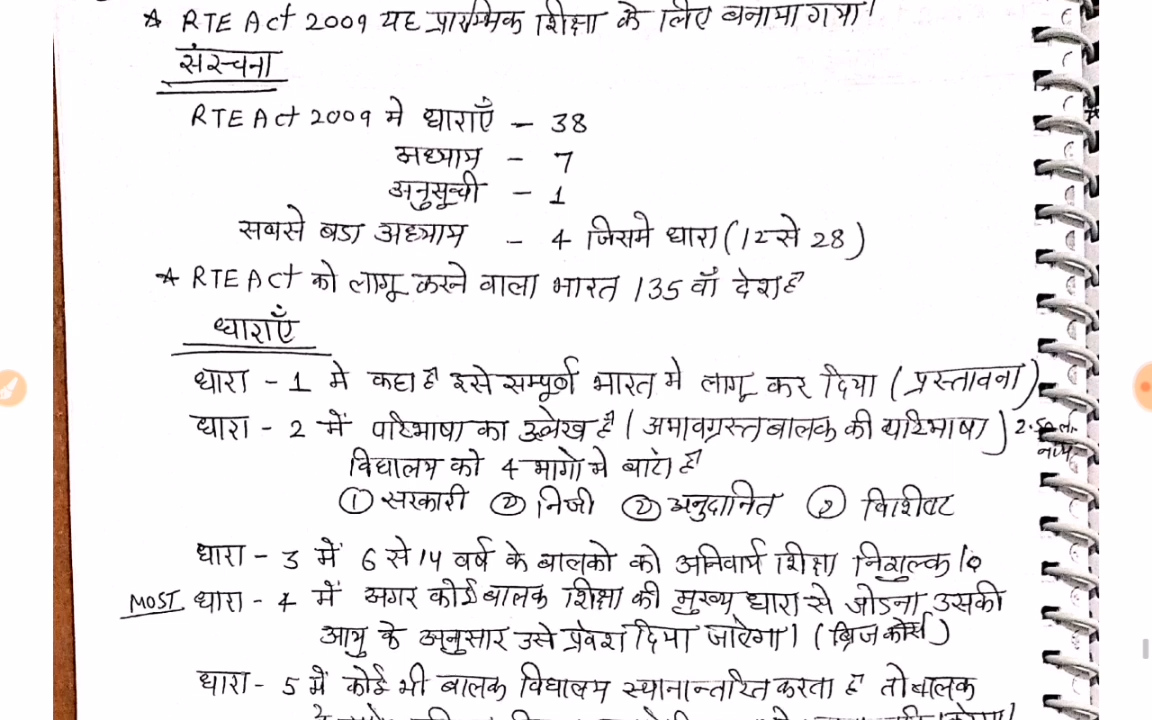 ☆ RTE Act 2009 यह प्रारम्भिक शिक्षा के लिए बनाया गया।
संरचना
RTE Act 2009 मे धाराएँ - 38
अध्याय - 7
अनुसूची - 1
सबसे बडा अध्याय - 4 जिसमे धारा (12 से 28)
☆ RTE Act को लागू करने वाला भारत 135 वाँ देश है
धाराएँ
धारा - 1 में कहा है इसे सम्पूर्ण भारत मे लागू कर दिया (प्रस्तावना)
धारा - 2 में परिभाषा का उल्लेख है (अभावग्रस्त बालक की परिभाषा)
विद्यालय को 4 भागो मे बांटा है
① सरकारी ② निजी ③ अनुदानित विशिष्ट
धारा - 3 में 6 से 14 वर्ष के बालको को अनिवार्य शिक्षा निशुल्क
MOST धारा - 4 में अगर कोई बालक शिक्षा की मुख्य धारा से जोडना उसकी
आयु के अनुसार उसे प्रवेश दिया जाऐगा। (ब्रिज कोर्स)
धारा - 5 में कोई भी बालक विद्यालय स्थानान्तरित करता है तो बालक